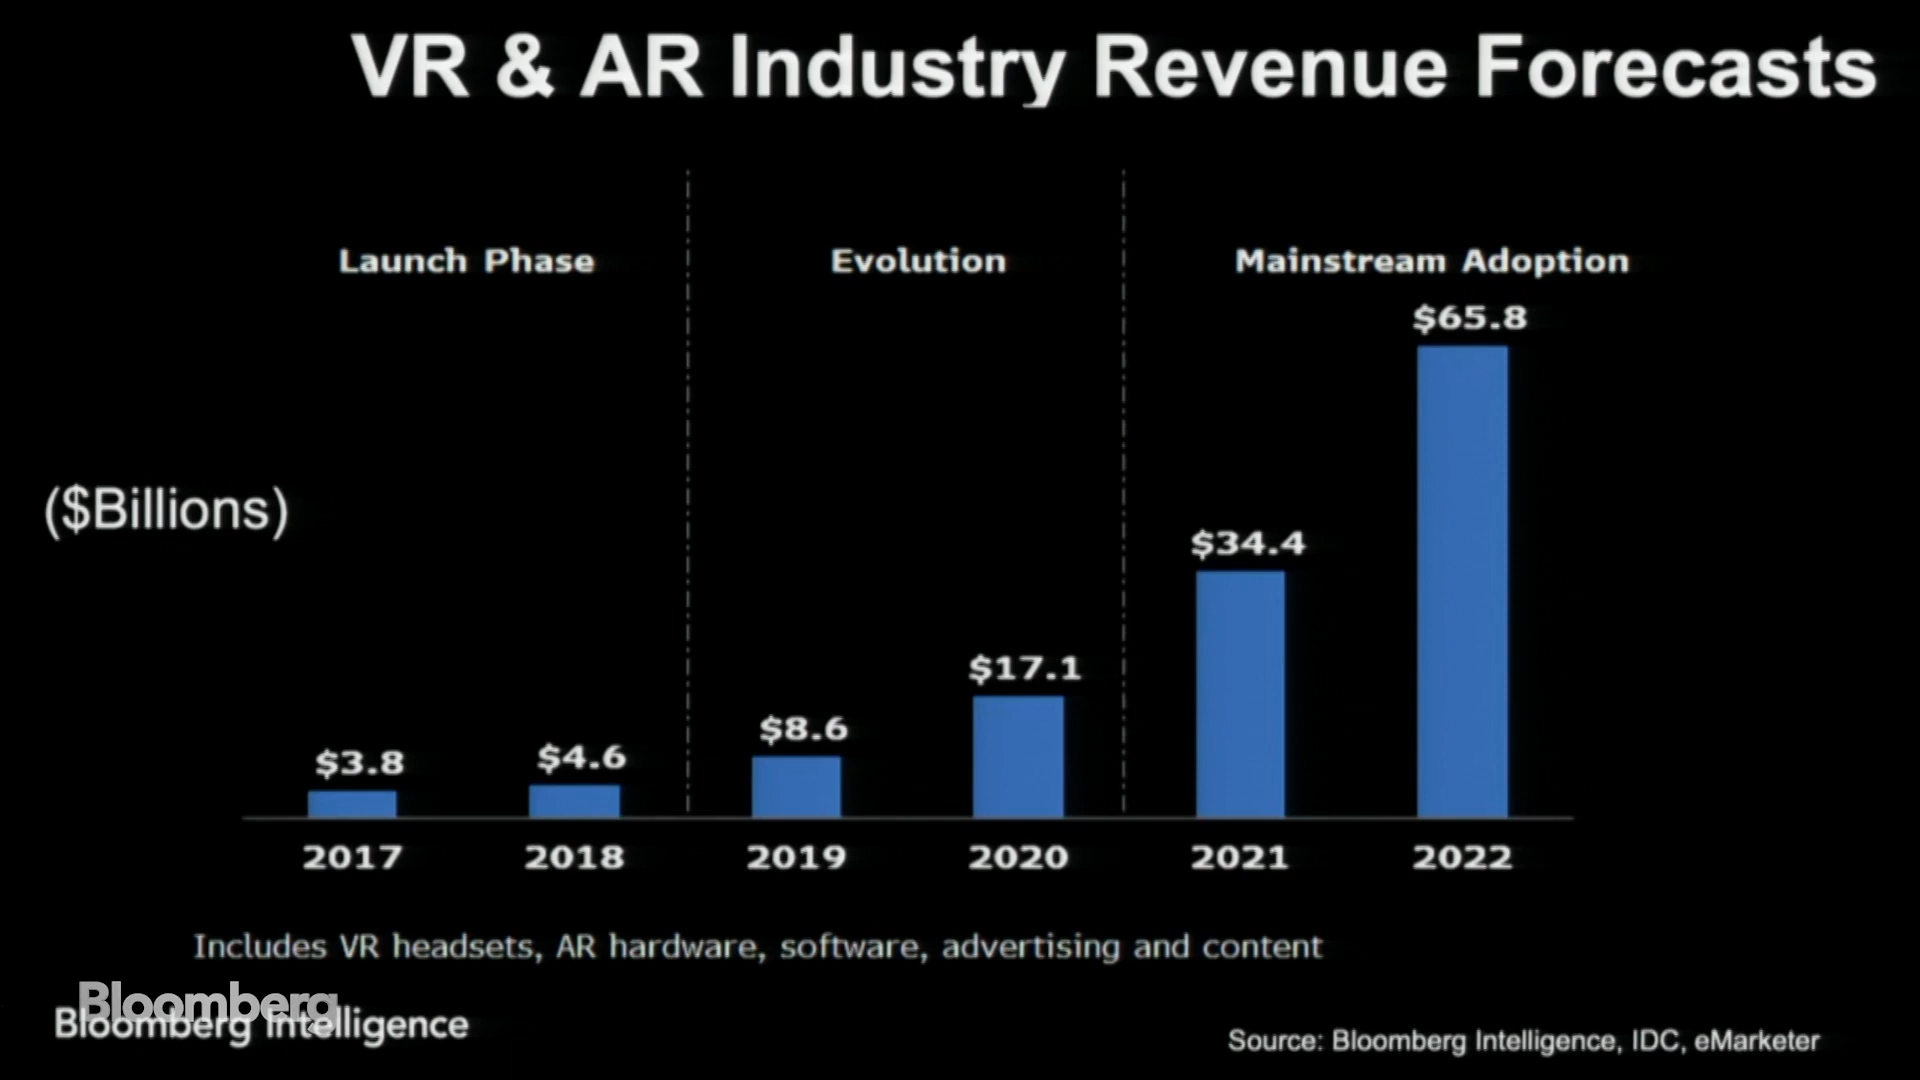 VR & AR Industry Revenue Forecasts
Launch Phase
Evolution
Mainstream Adoption
$65.8
($Billions)
$34.4
$17.1
$8.6
$3.8
$4.6
2017
2018
2019
2020
2021
2022
Includes VR headsets, AR hardware, software, advertising and content
Bloomberg
Bloomberg Intelligence
Source: Bloomberg Intelligence, IDC, eMarketer